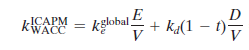 k_WACC^ICAPM = k_e^global E/V + k_d(1 − t) D/V